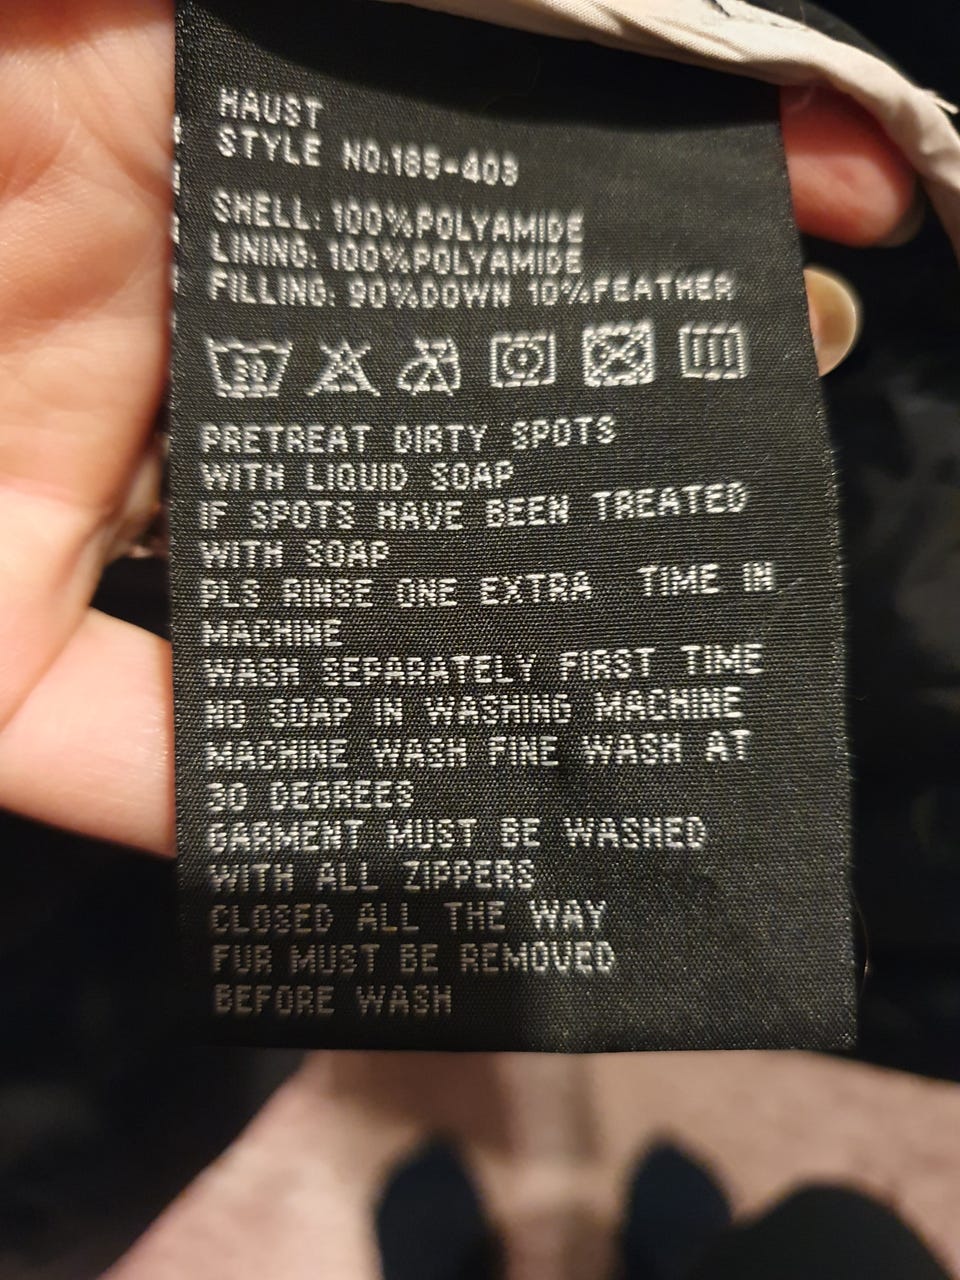 HAUST
STYLE NO.:185-408
SHELL: 100%POLYAMIDE
LINING: 100%POLYAMIDE
FILLING: 90%DOWN 10%FEATHER
30
PRETREAT DIRTY SPOTS
WITH LIQUID SOAP
IF SPOTS HAVE BEEN TREATED
WITH SOAP
PLS RINSE ONE EXTRA TIME IN
MACHINE
WASH SEPARATELY FIRST TIME
NO SOAP IN WASHING MACHINE
MACHINE WASH FINE WASH AT
30 DEGREES
GARMENT MUST BE WASHED
WITH ALL ZIPPERS
CLOSED ALL THE WAY
FUR MUST BE REMOVED
BEFORE WASH